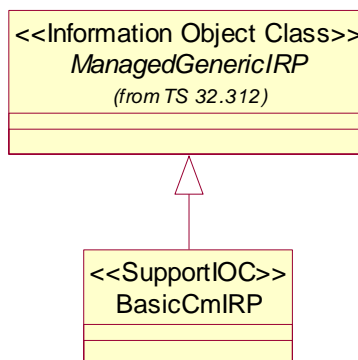 <<Information Object Class>>
ManagedGenericIRP
(from TS 32.312)
<<SupportIOC>>
BasicCmIRP